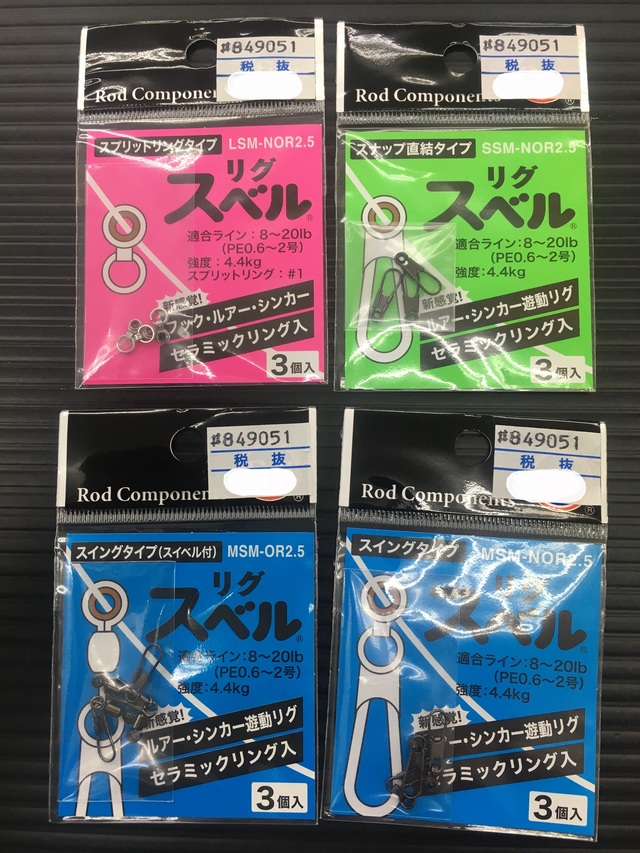 #849051
税抜
Rod Components
スプリットリングタイプ LSM-NOR2.5
リグ
スベル®
適合ライン：8～20lb
(PE0.6～2号)
強度：4.4kg
スプリットリング：#1
新感覚!
フック・ルアー・シンカー
セラミックリング入
3個入
#849051
税抜
Rod Components
®
スナップ直結タイプ SSM-NOR2.5
リグ
スベル®
適合ライン：8～20lb
(PE0.6～2号)
強度：4.4kg
新感覚!
ルアー・シンカー遊動リグ
セラミックリング入
3個入
#849051
税抜
Rod Components
®
スイングタイプ(スイベル付) MSM-OR2.5
リグ
スベル®
適合ライン：8～20lb
(PE0.6～2号)
強度：4.4kg
新感覚!
ルアー・シンカー遊動リグ
セラミックリング入
3個入
#849051
税抜
Rod Components
®
スイングタイプ MSM-NOR2.5
リグ
スベル®
適合ライン：8～20lb
(PE0.6～2号)
強度：4.4kg
新感覚!
ルアー・シンカー遊動リグ
セラミックリング入
3個入